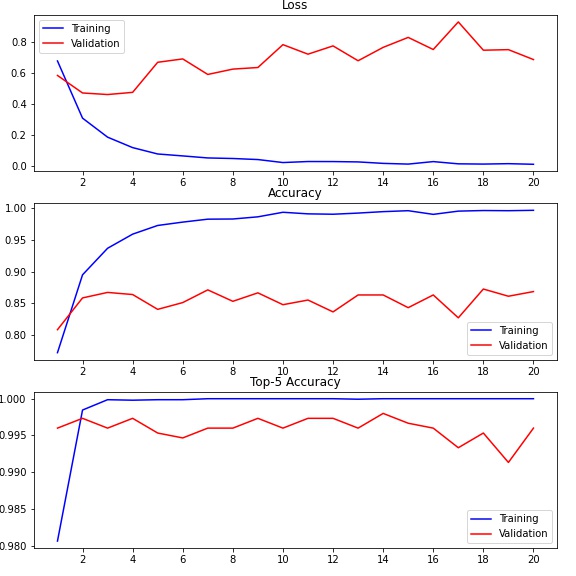 Loss
Training
Validation
0.8
0.6
0.4
0.2
0.0
2 4 6 8 10 12 14 16 18 20
Accuracy
1.00
0.95
0.90
0.85
0.80
Training
Validation
2 4 6 8 10 12 14 16 18 20
Top-5 Accuracy
1.000
0.995
0.990
0.985
0.980
Training
Validation
2 4 6 8 10 12 14 16 18 20